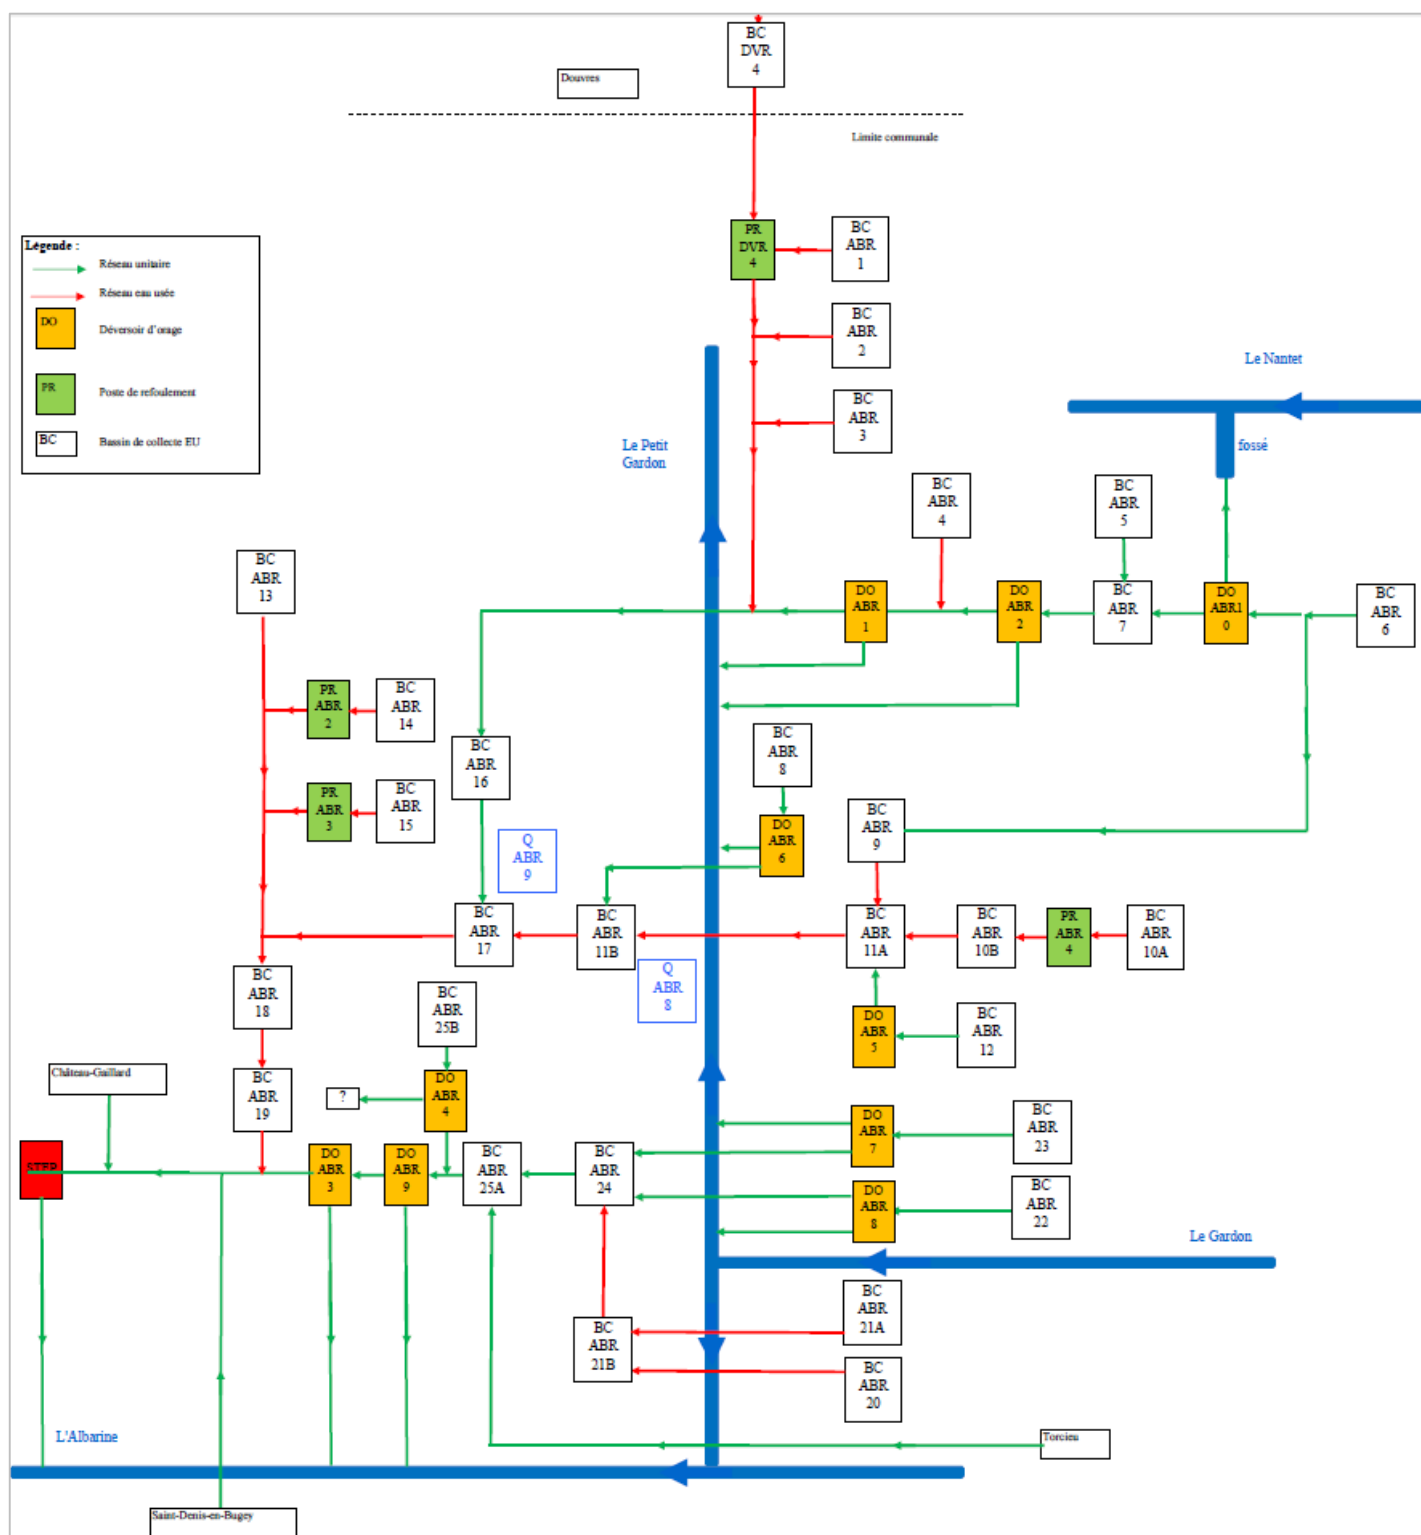 BC
DVR
4
Douvres
Limite communale
PR
DVR
4
BC
ABR
1
Légende :
Réseau unitaire
Réseau eau usée
DO
Déversoir d'orage
PR
Poste de refoulement
BC
Bassin de collecte EU
BC
ABR
2
BC
ABR
3
Le Nantet
fossé
Le Petit
Gardon
BC
ABR
4
BC
ABR
5
BC
ABR
13
DO
ABR
1
DO
ABR
2
BC
ABR
7
DO
ABR1
0
BC
ABR
6
PR
ABR
2
BC
ABR
14
BC
ABR
16
BC
ABR
8
PR
ABR
3
BC
ABR
15
Q
ABR
9
DO
ABR
6
BC
ABR
9
BC
ABR
17
BC
ABR
11B
BC
ABR
11A
BC
ABR
10B
PR
ABR
4
BC
ABR
10A
BC
ABR
18
BC
ABR
25B
Q
ABR
8
DO
ABR
5
BC
ABR
12
Château-Gaillard
BC
ABR
19
?
DO
ABR
4
DO
ABR
7
BC
ABR
23
STEP
DO
ABR
3
DO
ABR
9
BC
ABR
25A
BC
ABR
24
DO
ABR
8
BC
ABR
22
Le Gardon
BC
ABR
21A
BC
ABR
21B
BC
ABR
20
L'Albarine
Torcieu
Saint-Denis-en-Bugey